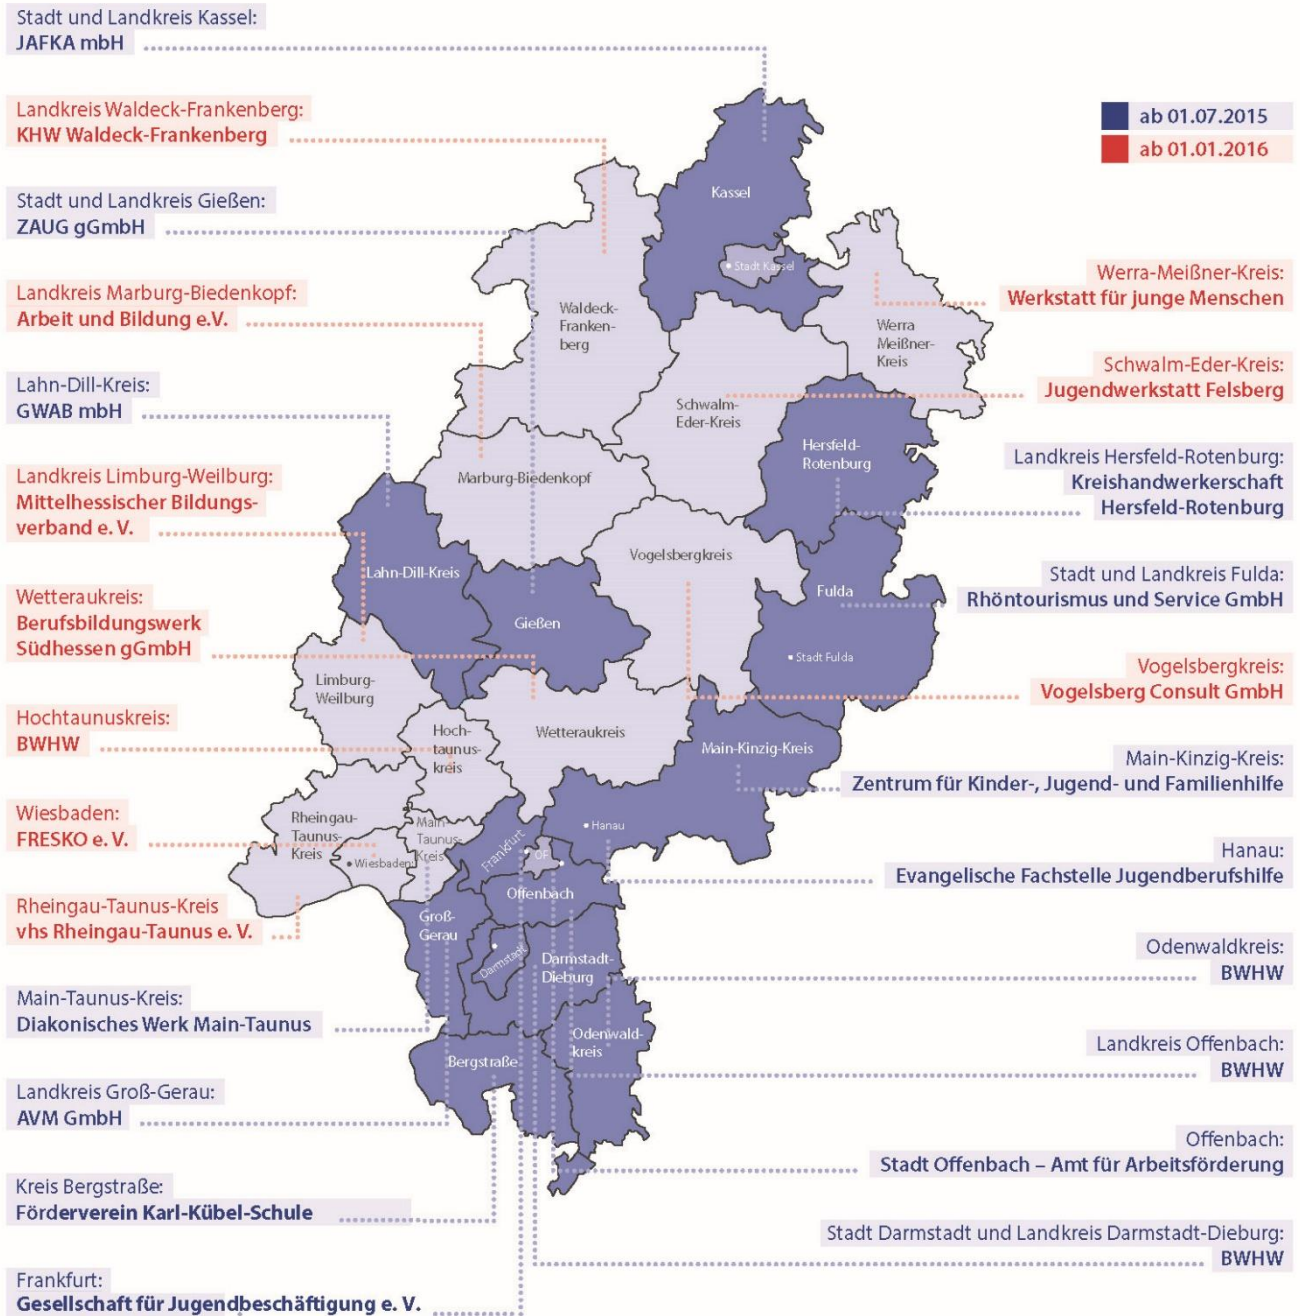 Stadt und Landkreis Kassel:
JAFKA mbH
Landkreis Waldeck-Frankenberg:
KHW Waldeck-Frankenberg
Stadt und Landkreis Gießen:
ZAUG gGmbH
Landkreis Marburg-Biedenkopf:
Arbeit und Bildung e.V.
Lahn-Dill-Kreis:
GWAB mbH
Landkreis Limburg-Weilburg:
Mittelhessischer Bildungs-
verband e. V.
Wetteraukreis:
Berufsbildungswerk
Südhessen gGmbH
Hochtaunuskreis:
BWHW
Wiesbaden:
FRESKO e. V.
Rheingau-Taunus-Kreis
vhs Rheingau-Taunus e. V.
Main-Taunus-Kreis:
Diakonisches Werk Main-Taunus
Landkreis Groß-Gerau:
AVM GmbH
Kreis Bergstraße:
Förderverein Karl-Kübel-Schule
Frankfurt:
Gesellschaft für Jugendbeschäftigung e. V.
Kassel
Stadt Kassel
Waldeck-
Franken-
berg
Werra
Meißner-
Kreis
Schwalm-
Eder-Kreis
Hersfeld-
Rotenburg
Marburg-Biedenkopf
Vogelsbergkreis
Lahn-Dill-Kreis
Gießen
Fulda
Stadt Fulda
Limburg-
Weilburg
Hoch-
taunus-
kreis
Wetteraukreis
Main-Kinzig-Kreis
Rheingau-
Taunus-
Kreis
Main-
Taunus-
Kreis
Wiesbaden
Frankfurt
OF
Hanau
Offenbach
Groß-
Gerau
Darmstadt
Darmstadt-
Dieburg
Odenwald-
kreis
Bergstraße
ab 01.07.2015
ab 01.01.2016
Werra-Meißner-Kreis:
Werkstatt für junge Menschen
Schwalm-Eder-Kreis:
Jugendwerkstatt Felsberg
Landkreis Hersfeld-Rotenburg:
Kreishandwerkerschaft
Hersfeld-Rotenburg
Stadt und Landkreis Fulda:
Rhöntourismus und Service GmbH
Vogelsbergkreis:
Vogelsberg Consult GmbH
Main-Kinzig-Kreis:
Zentrum für Kinder-, Jugend- und Familienhilfe
Hanau:
Evangelische Fachstelle Jugendberufshilfe
Odenwaldkreis:
BWHW
Landkreis Offenbach:
BWHW
Offenbach:
Stadt Offenbach – Amt für Arbeitsförderung
Stadt Darmstadt und Landkreis Darmstadt-Dieburg:
BWHW